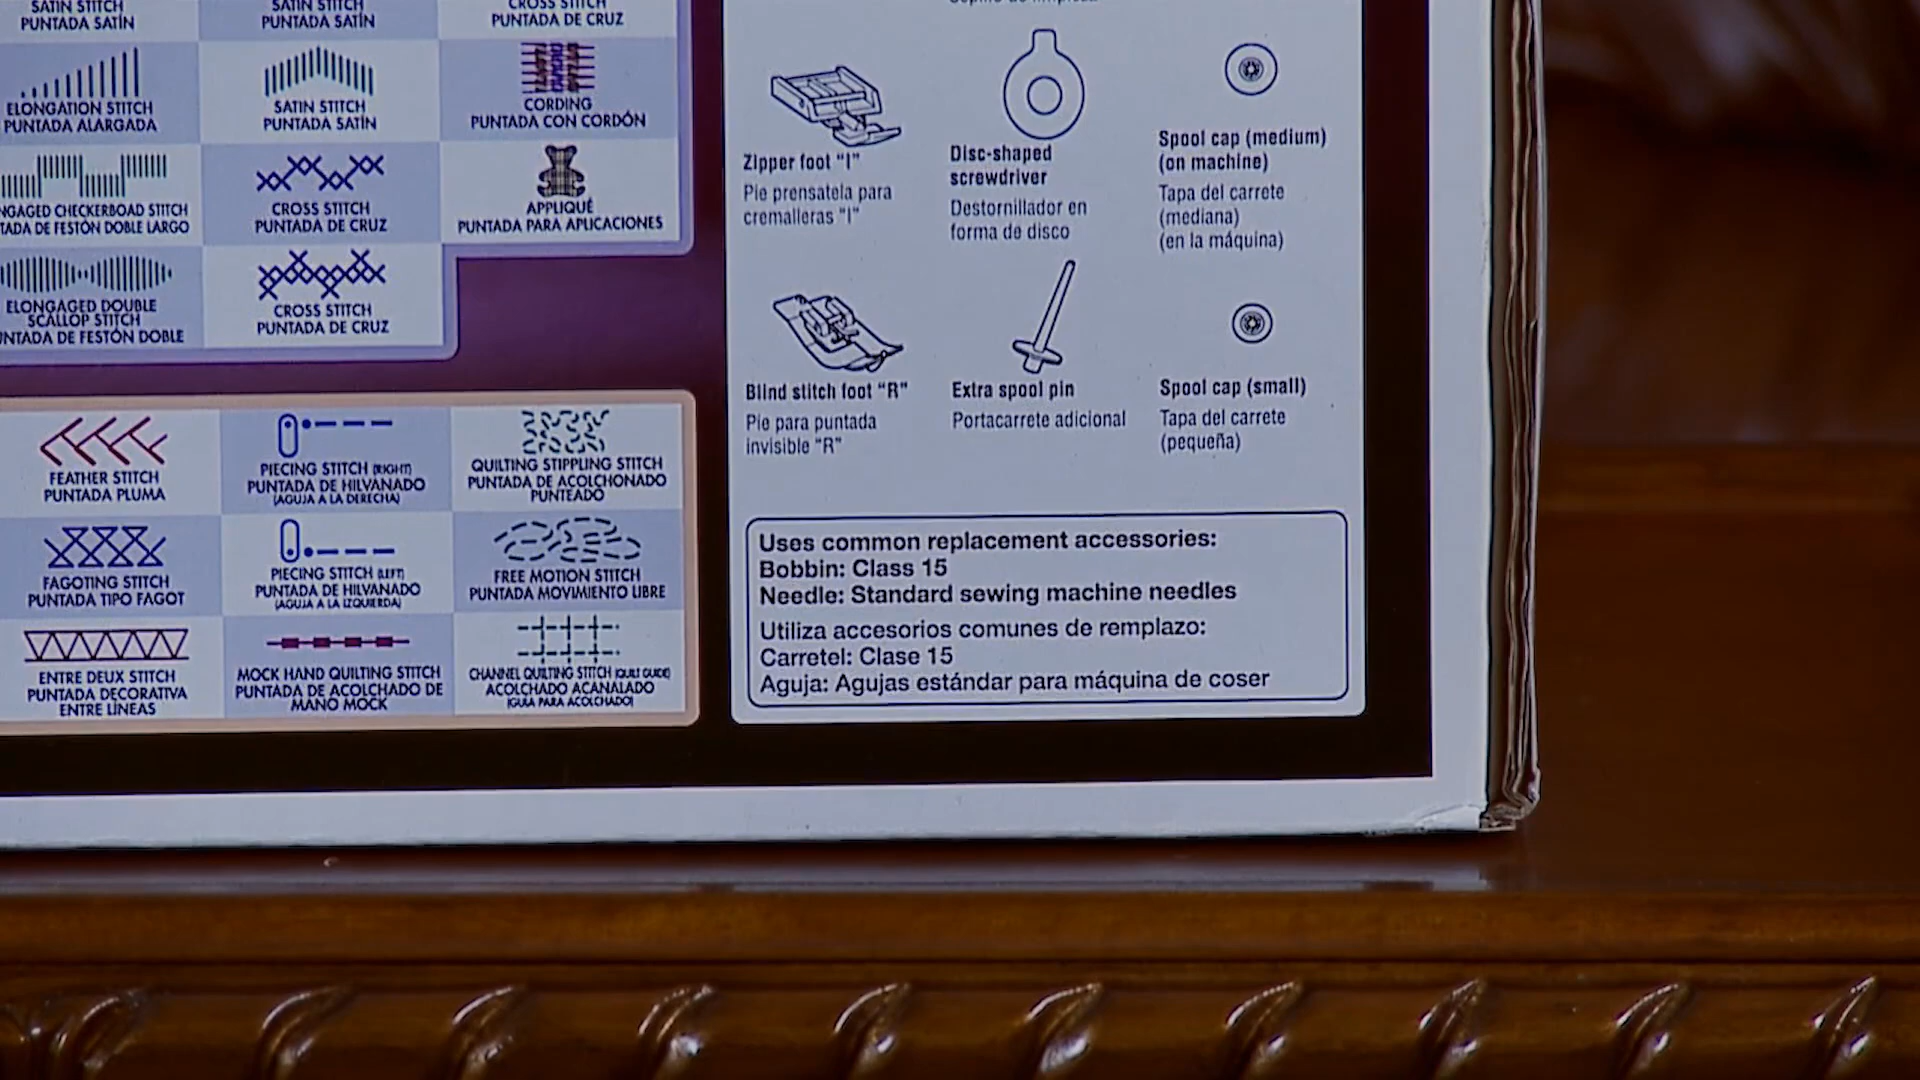 SATIN STITCH
PUNTADA SATÍN
SATIN STITCH
PUNTADA SATÍN
CROSS STITCH
PUNTADA DE CRUZ
ELONGATION STITCH
PUNTADA ALARGADA
SATIN STITCH
PUNTADA SATÍN
CORDING
PUNTADA CON CORDÓN
NGAGED CHECKERBOAD STITCH
TADA DE FESTÓN DOBLE LARGO
CROSS STITCH
PUNTADA DE CRUZ
APPLIQUÉ
PUNTADA PARA APLICACIONES
ELONGAGED DOUBLE
SCALLOP STITCH
UNTADA DE FESTÓN DOBLE
CROSS STITCH
PUNTADA DE CRUZ
FEATHER STITCH
PUNTADA PLUMA
PIECING STITCH (RIGHT)
PUNTADA DE HILVANADO
(AGUJA A LA DERECHA)
QUILTING STIPPLING STITCH
PUNTADA DE ACOLCHONADO
PUNTEADO
FAGOTING STITCH
PUNTADA TIPO FAGOT
PIECING STITCH (LEFT)
PUNTADA DE HILVANADO
(AGUJA A LA IZQUIERDA)
FREE MOTION STITCH
PUNTADA MOVIMIENTO LIBRE
ENTRE DEUX STITCH
PUNTADA DECORATIVA
ENTRE LÍNEAS
MOCK HAND QUILTING STITCH
PUNTADA DE ACOLCHADO DE
MANO MOCK
CHANNEL QUILTING STITCH (QUILT GUIDE)
ACOLCHADO ACANALADO
(GUÍA PARA ACOLCHADO)
Zipper foot "I"
Pie prensatela para
cremalleras "I"
Disc-shaped
screwdriver
Destornillador en
forma de disco
Spool cap (medium)
(on machine)
Tapa del carrete
(mediana)
(en la máquina)
Blind stitch foot "R"
Pie para puntada
invisible "R"
Extra spool pin
Portacarrete adicional
Spool cap (small)
Tapa del carrete
(pequeña)
Uses common replacement accessories:
Bobbin: Class 15
Needle: Standard sewing machine needles
Utiliza accesorios comunes de remplazo:
Carretel: Clase 15
Aguja: Agujas estándar para máquina de coser